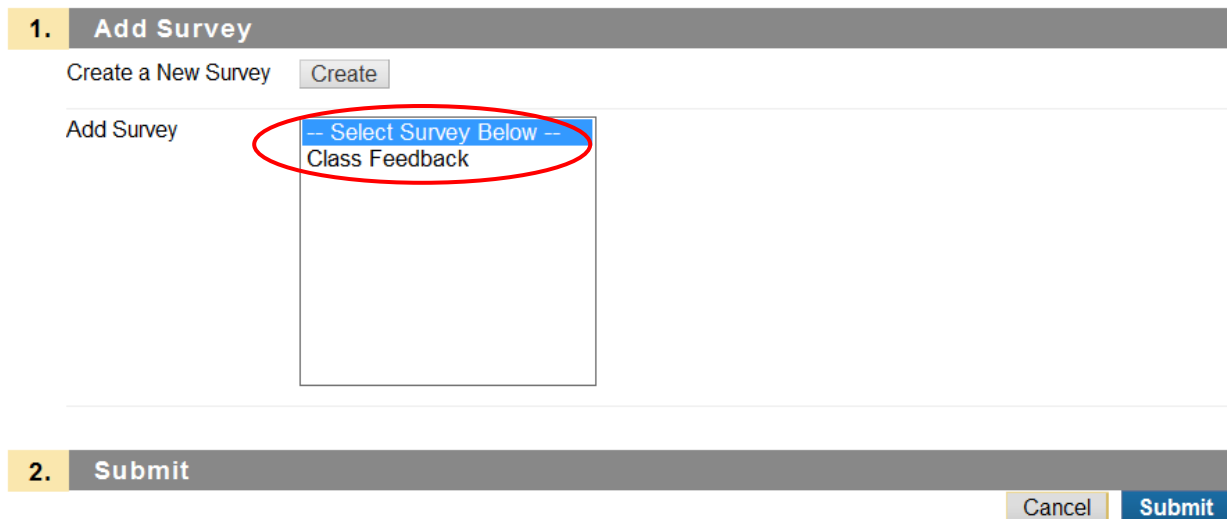 1. Add Survey
Create a New Survey Create
Add Survey
-- Select Survey Below --
Class Feedback
2. Submit
Cancel Submit